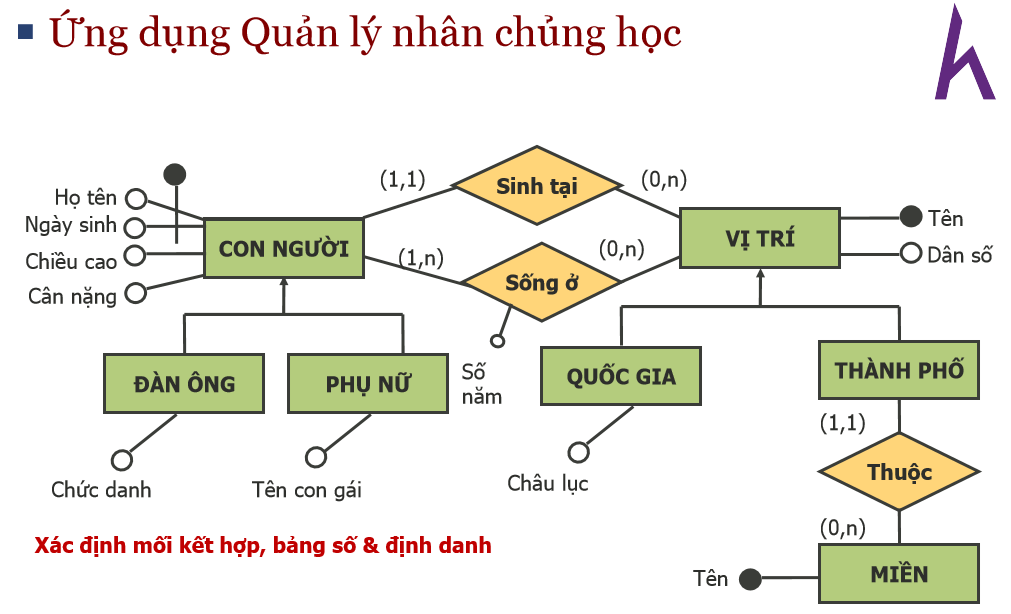 Ứng dụng Quản lý nhân chủng học
(1,1)
Sinh tại
(0,n)
Họ tên
Ngày sinh
Chiều cao
Cân nặng
CON NGƯỜI
(1,n)
Sống ở
(0,n)
VỊ TRÍ
Tên
Dân số
ĐÀN ÔNG
PHỤ NỮ
Số
năm
QUỐC GIA
THÀNH PHỐ
(1,1)
Thuộc
(0,n)
Chức danh
Tên con gái
Châu lục
Xác định mối kết hợp, bảng số & định danh
Tên
MIỀN